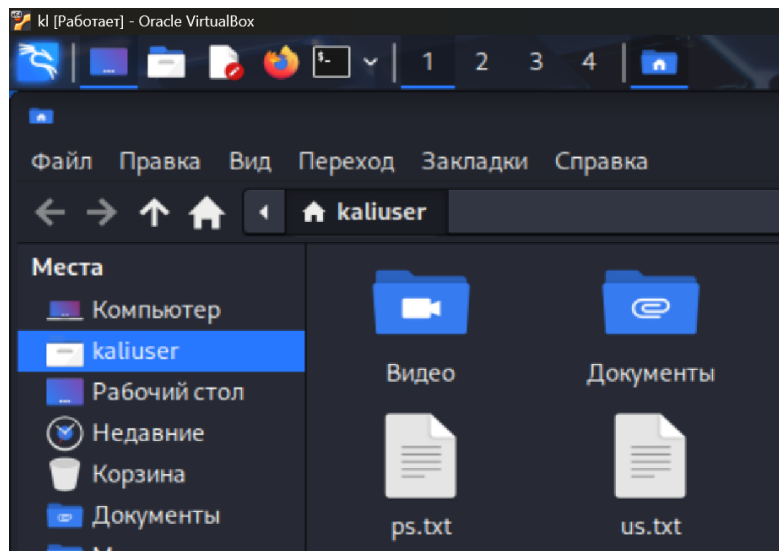 kl [Работает] - Oracle VirtualBox
1 2 3 4
Файл Правка Вид Переход Закладки Справка
kaliuser
Места
Компьютер
kaliuser
Рабочий стол
Недавние
Корзина
Документы
Видео
Документы
ps.txt
us.txt